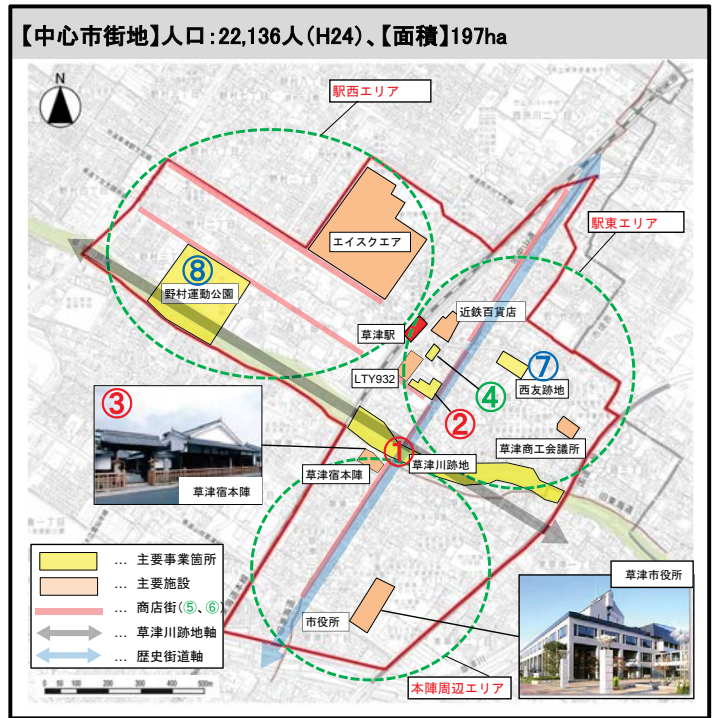 【中心市街地】人口：22,136人（H24）、【面積】197ha
N
駅西エリア
駅東エリア
エイスクエア
⑧
野村運動公園
近鉄百貨店
草津駅
LTY932
④
⑦
西友跡地
②
③
草津宿本陣
①
草津川跡地
草津商工会議所
草津宿本陣
… 主要事業箇所
… 主要施設
… 商店街（⑤、⑥）
… 草津川跡地軸
… 歴史街道軸
市役所
草津市役所
本陣周辺エリア
0 50 100 200 300 400 500m